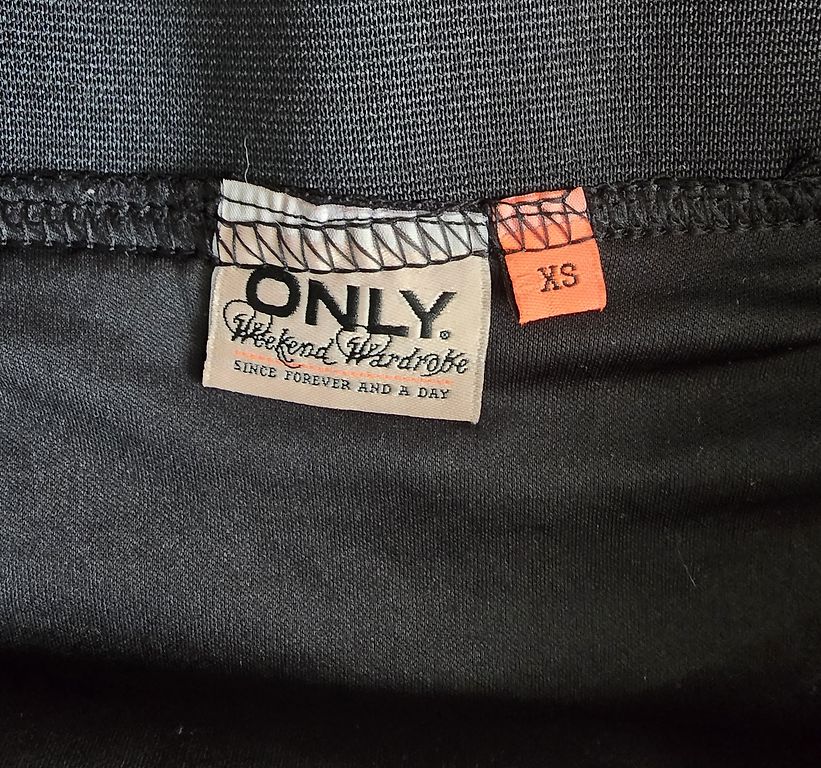 ONLY.®
Weekend Wardrobe
SINCE FOREVER AND A DAY
XS